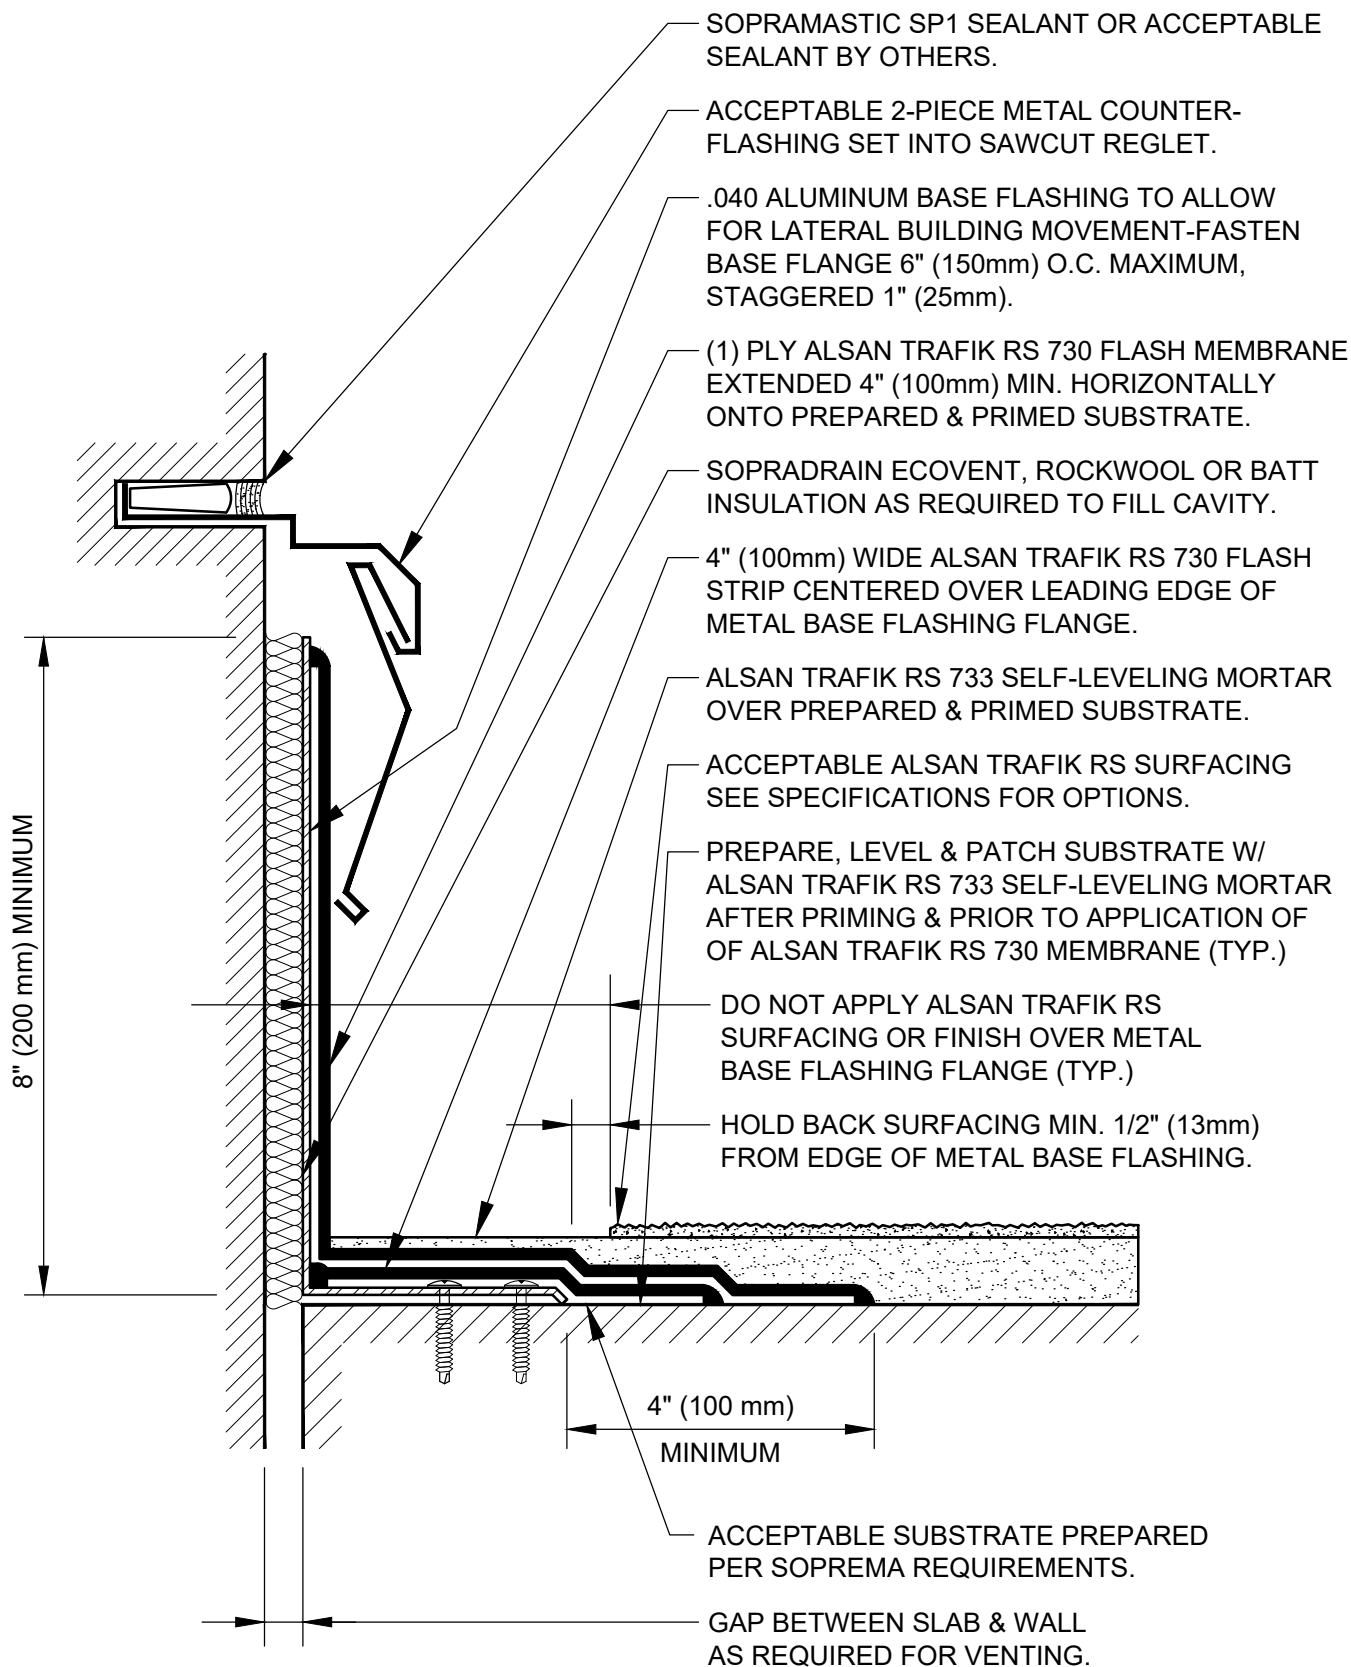 SOPRAMASTIC SP1 SEALANT OR ACCEPTABLE
SEALANT BY OTHERS.
ACCEPTABLE 2-PIECE METAL COUNTER-
FLASHING SET INTO SAWCUT REGLET.
.040 ALUMINUM BASE FLASHING TO ALLOW
FOR LATERAL BUILDING MOVEMENT-FASTEN
BASE FLANGE 6" (150mm) O.C. MAXIMUM,
STAGGERED 1" (25mm).
(1) PLY ALSAN TRAFIK RS 730 FLASH MEMBRANE
EXTENDED 4" (100mm) MIN. HORIZONTALLY
ONTO PREPARED & PRIMED SUBSTRATE.
SOPRADRAIN ECOVENT, ROCKWOOL OR BATT
INSULATION AS REQUIRED TO FILL CAVITY.
4" (100mm) WIDE ALSAN TRAFIK RS 730 FLASH
STRIP CENTERED OVER LEADING EDGE OF
METAL BASE FLASHING FLANGE.
ALSAN TRAFIK RS 733 SELF-LEVELING MORTAR
OVER PREPARED & PRIMED SUBSTRATE.
ACCEPTABLE ALSAN TRAFIK RS SURFACING
SEE SPECIFICATIONS FOR OPTIONS.
PREPARE, LEVEL & PATCH SUBSTRATE W/
ALSAN TRAFIK RS 733 SELF-LEVELING MORTAR
AFTER PRIMING & PRIOR TO APPLICATION OF
OF ALSAN TRAFIK RS 730 MEMBRANE (TYP.)
8" (200 mm) MINIMUM
DO NOT APPLY ALSAN TRAFIK RS
SURFACING OR FINISH OVER METAL
BASE FLASHING FLANGE (TYP.)
HOLD BACK SURFACING MIN. 1/2" (13mm)
FROM EDGE OF METAL BASE FLASHING.
4" (100 mm)
MINIMUM
ACCEPTABLE SUBSTRATE PREPARED
PER SOPREMA REQUIREMENTS.
GAP BETWEEN SLAB & WALL
AS REQUIRED FOR VENTING.